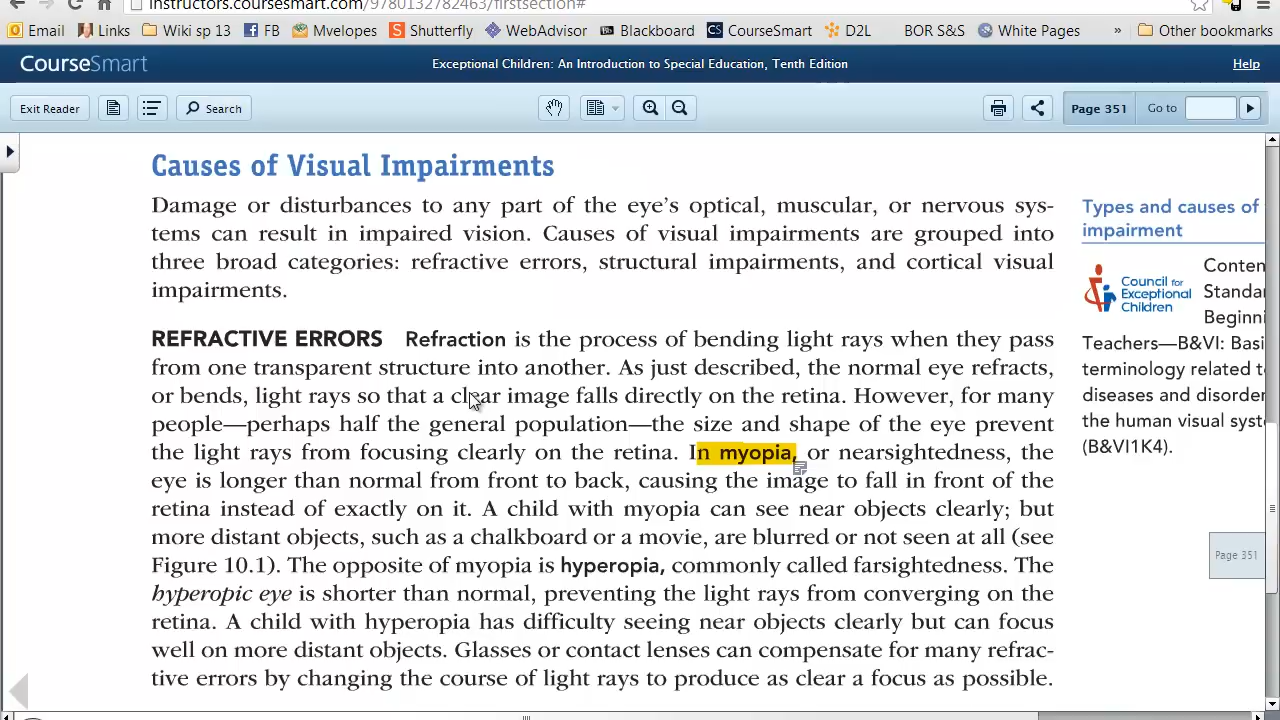 instructors.coursesmart.com/9780132782463/firstsection#
Email Links Wiki sp 13 FB Mvelopes Shutterfly WebAdvisor Blackboard CourseSmart D2L BOR S&S White Pages » Other bookmarks
CourseSmart Exceptional Children: An Introduction to Special Education, Tenth Edition Help
Exit Reader Search Page 351 Go to
Causes of Visual Impairments
Damage or disturbances to any part of the eye's optical, muscular, or nervous sys-
tems can result in impaired vision. Causes of visual impairments are grouped into
three broad categories: refractive errors, structural impairments, and cortical visual
impairments.
REFRACTIVE ERRORS Refraction is the process of bending light rays when they pass
from one transparent structure into another. As just described, the normal eye refracts,
or bends, light rays so that a clear image falls directly on the retina. However, for many
people—perhaps half the general population—the size and shape of the eye prevent
the light rays from focusing clearly on the retina. In myopia, or nearsightedness, the
eye is longer than normal from front to back, causing the image to fall in front of the
retina instead of exactly on it. A child with myopia can see near objects clearly; but
more distant objects, such as a chalkboard or a movie, are blurred or not seen at all (see
Figure 10.1). The opposite of myopia is hyperopia, commonly called farsightedness. The
hyperopic eye is shorter than normal, preventing the light rays from converging on the
retina. A child with hyperopia has difficulty seeing near objects clearly but can focus
well on more distant objects. Glasses or contact lenses can compensate for many refrac-
tive errors by changing the course of light rays to produce as clear a focus as possible.
Types and causes of
impairment
Council for
Exceptional
Children
Conten
Standa
Beginni
Teachers—B&VI: Basi
terminology related t
diseases and disorder
the human visual syst
(B&VI1K4).
Page 351